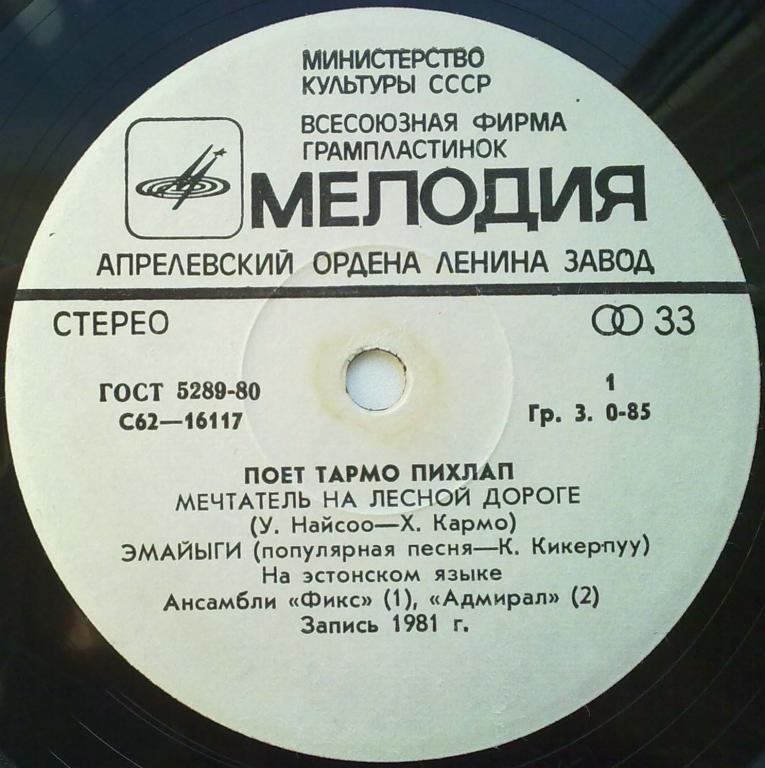 МИНИСТЕРСТВО
КУЛЬТУРЫ СССР
ВСЕСОЮЗНАЯ ФИРМА
ГРАМПЛАСТИНОК
МЕЛОДИЯ
АПРЕЛЕВСКИЙ ОРДЕНА ЛЕНИНА ЗАВОД
СТЕРЕО
33
ГОСТ 5289-80
С62—16117
1
Гр. 3. 0-85
ПОЕТ ТАРМО ПИХЛАП
МЕЧТАТЕЛЬ НА ЛЕСНОЙ ДОРОГЕ
(У. Найсоо—Х. Кармо)
ЭМАЙЫГИ (популярная песня—К. Кикерпуу)
На эстонском языке
Ансамбли «Фикс» (1), «Адмирал» (2)
Запись 1981 г.